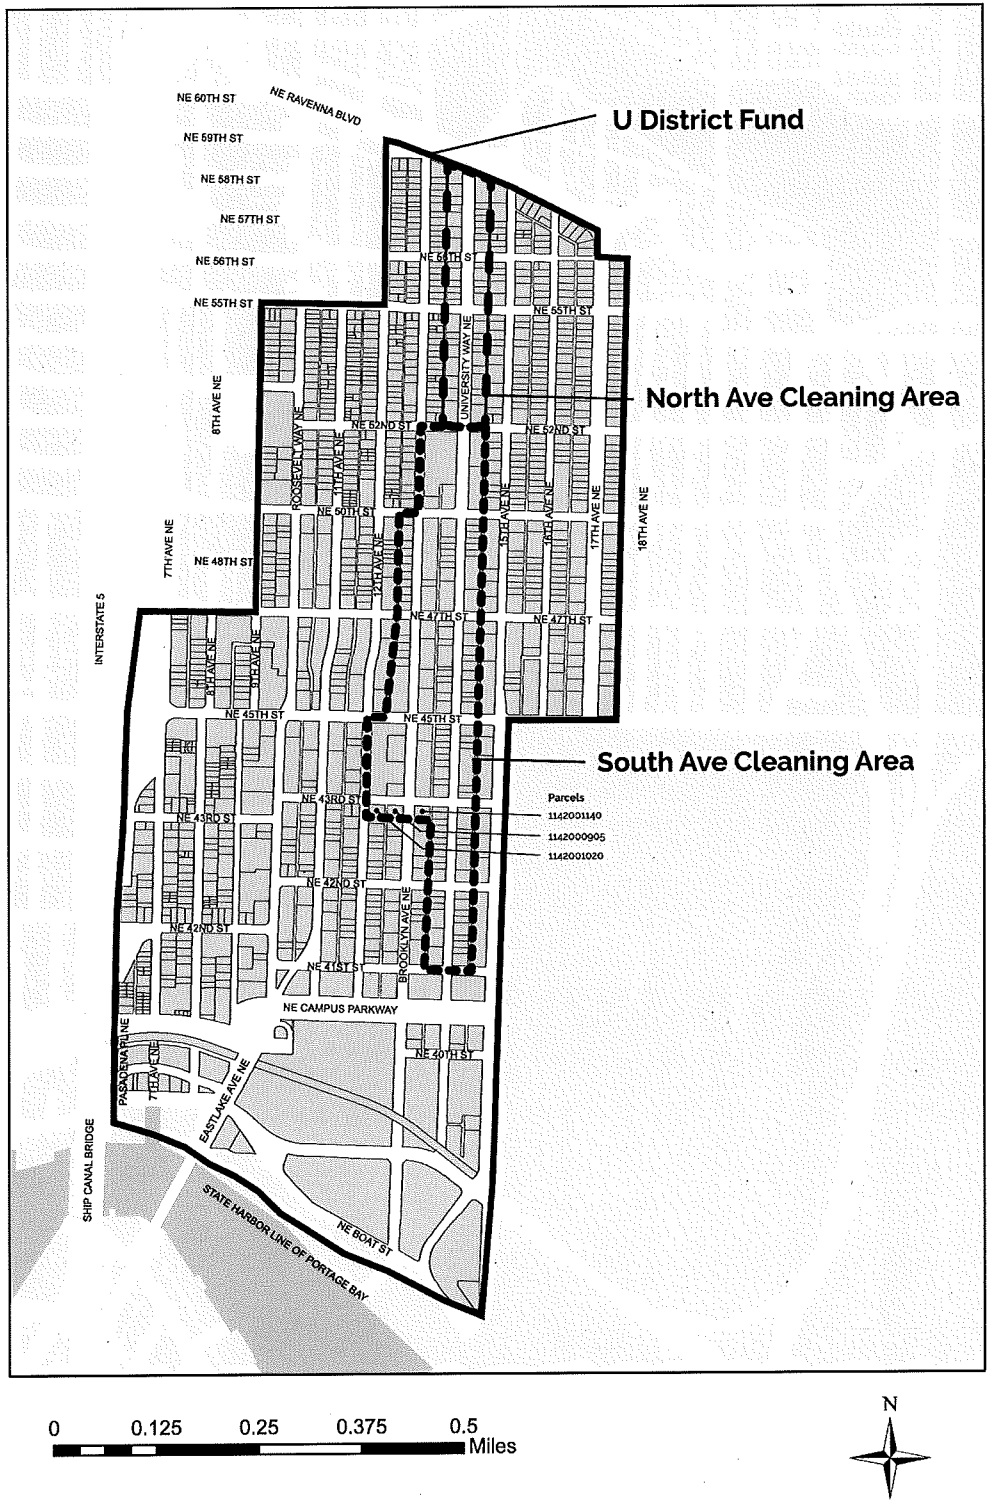 NE 60TH ST
NE RAVENNA BLVD
U District Fund
NE 59TH ST
NE 58TH ST
NE 57TH ST
NE 56TH ST
NE 56TH ST
NE 55TH ST
NE 55TH ST
UNIVERSITY WAY NE
8TH AVE NE
North Ave Cleaning Area
ROOSEVELT WAY NE
NE 52ND ST
NE 52ND ST
11TH AVE NE
NE 50TH ST
15TH AVE NE
16TH AVE NE
17TH AVE NE
18TH AVE NE
7TH AVE NE
NE 48TH ST
12TH AVE NE
INTERSTATE 5
NE 47TH ST
NE 47TH ST
8TH AVE NE
9TH AVE NE
NE 45TH ST
NE 45TH ST
South Ave Cleaning Area
NE 43RD ST
NE 43RD ST
Parcels
1142001140
1142000905
1142001020
NE 42ND ST
NE 42ND ST
BROOKLYN AVE NE
NE 41ST ST
NE CAMPUS PARKWAY
PASADENA PL NE
7TH AVE NE
NE 40TH ST
EASTLAKE AVE NE
SHIP CANAL BRIDGE
STATE HARBOR LINE OF PORTAGE BAY
NE BOAT ST
0 0.125 0.25 0.375 0.5
Miles
N